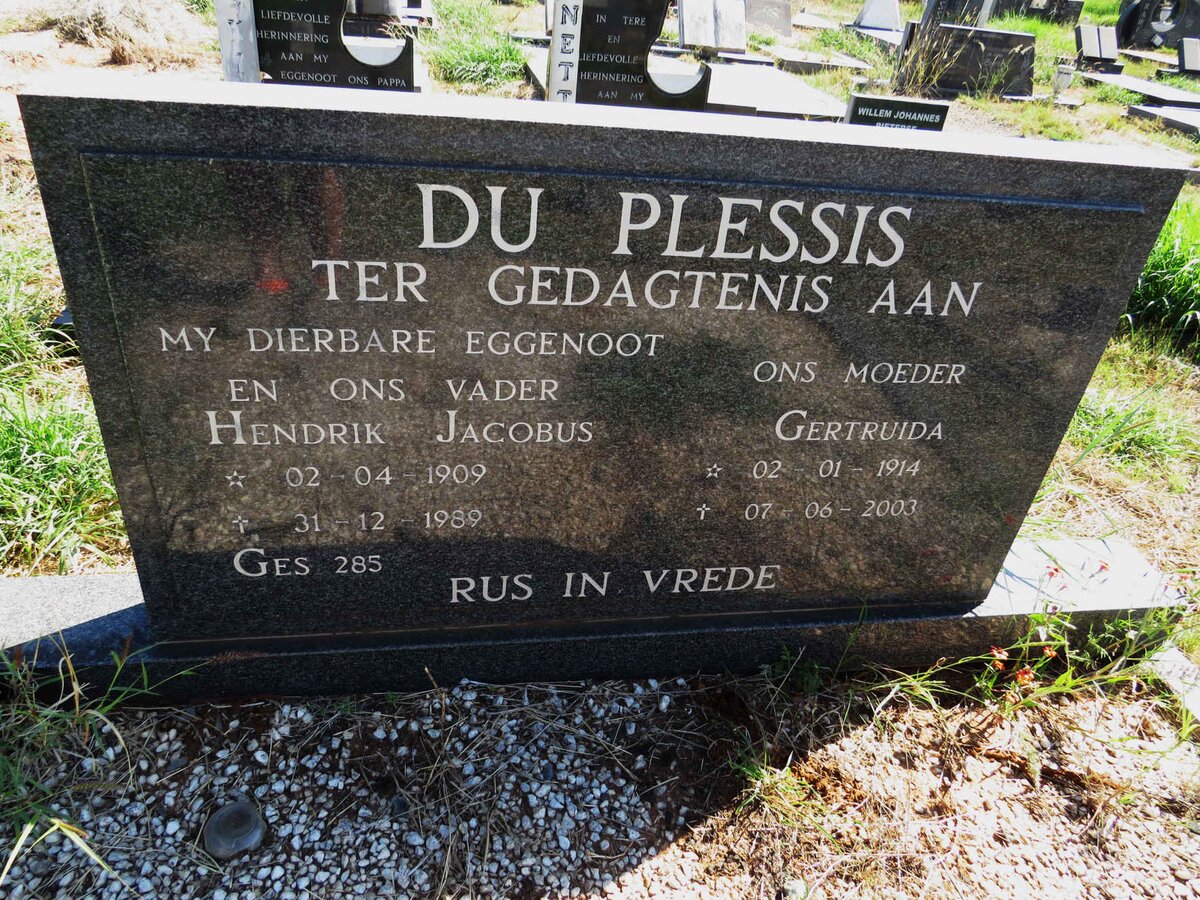 LIEFDEVOLLE
HERINNERING
AAN MY
EGGENOOT ONS PAPPA
NET
IN TERE
EN
LIEFDEVOLLE
HERINNERING
AAN MY
WILLEM JOHANNES
PIETERSE
DU PLESSIS
TER GEDAGTENIS AAN
MY DIERBARE EGGENOOT
EN ONS VADER
HENDRIK JACOBUS
☆ 02 - 04 - 1909
† 31 - 12 - 1989
GES 285
ONS MOEDER
GERTRUIDA
☆ 02 - 01 - 1914
† 07 - 06 - 2003
RUS IN VREDE